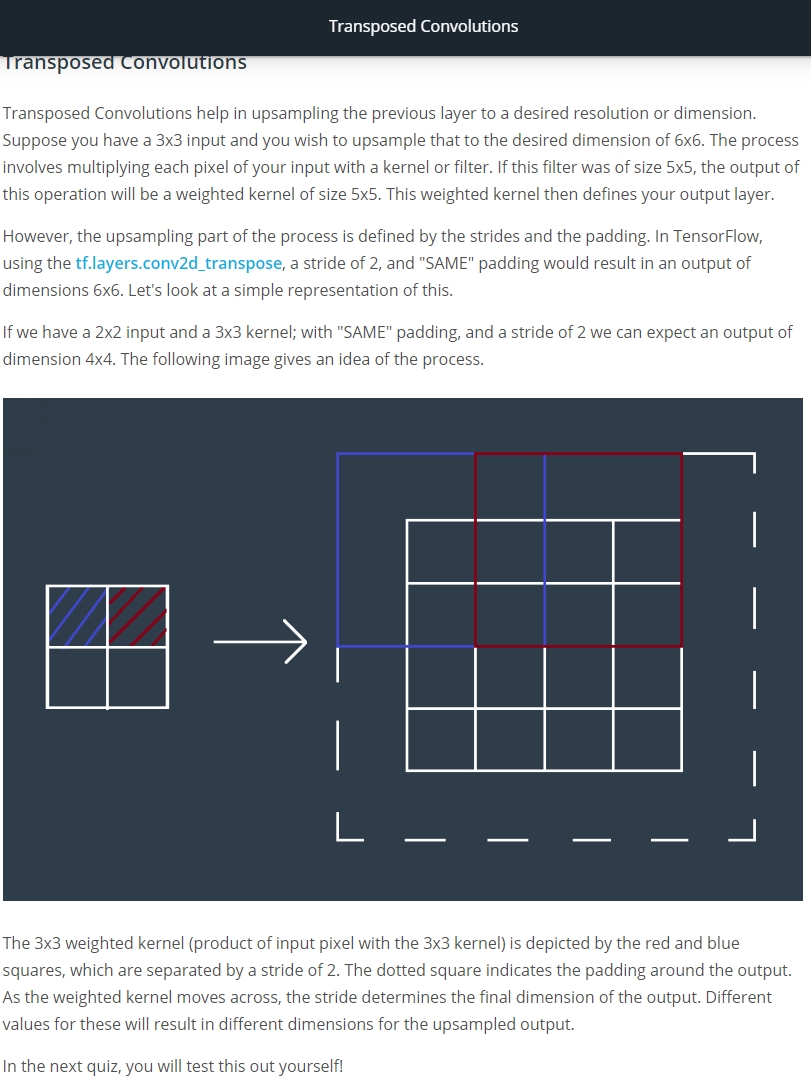 Transposed Convolutions
Transposed Convolutions
Transposed Convolutions help in upsampling the previous layer to a desired resolution or dimension.
Suppose you have a 3x3 input and you wish to upsample that to the desired dimension of 6x6. The process
involves multiplying each pixel of your input with a kernel or filter. If this filter was of size 5x5, the output of
this operation will be a weighted kernel of size 5x5. This weighted kernel then defines your output layer.
However, the upsampling part of the process is defined by the strides and the padding. In TensorFlow,
using the tf.layers.conv2d_transpose, a stride of 2, and "SAME" padding would result in an output of
dimensions 6x6. Let's look at a simple representation of this.
If we have a 2x2 input and a 3x3 kernel; with "SAME" padding, and a stride of 2 we can expect an output of
dimension 4x4. The following image gives an idea of the process.
The 3x3 weighted kernel (product of input pixel with the 3x3 kernel) is depicted by the red and blue
squares, which are separated by a stride of 2. The dotted square indicates the padding around the output.
As the weighted kernel moves across, the stride determines the final dimension of the output. Different
values for these will result in different dimensions for the upsampled output.
In the next quiz, you will test this out yourself!